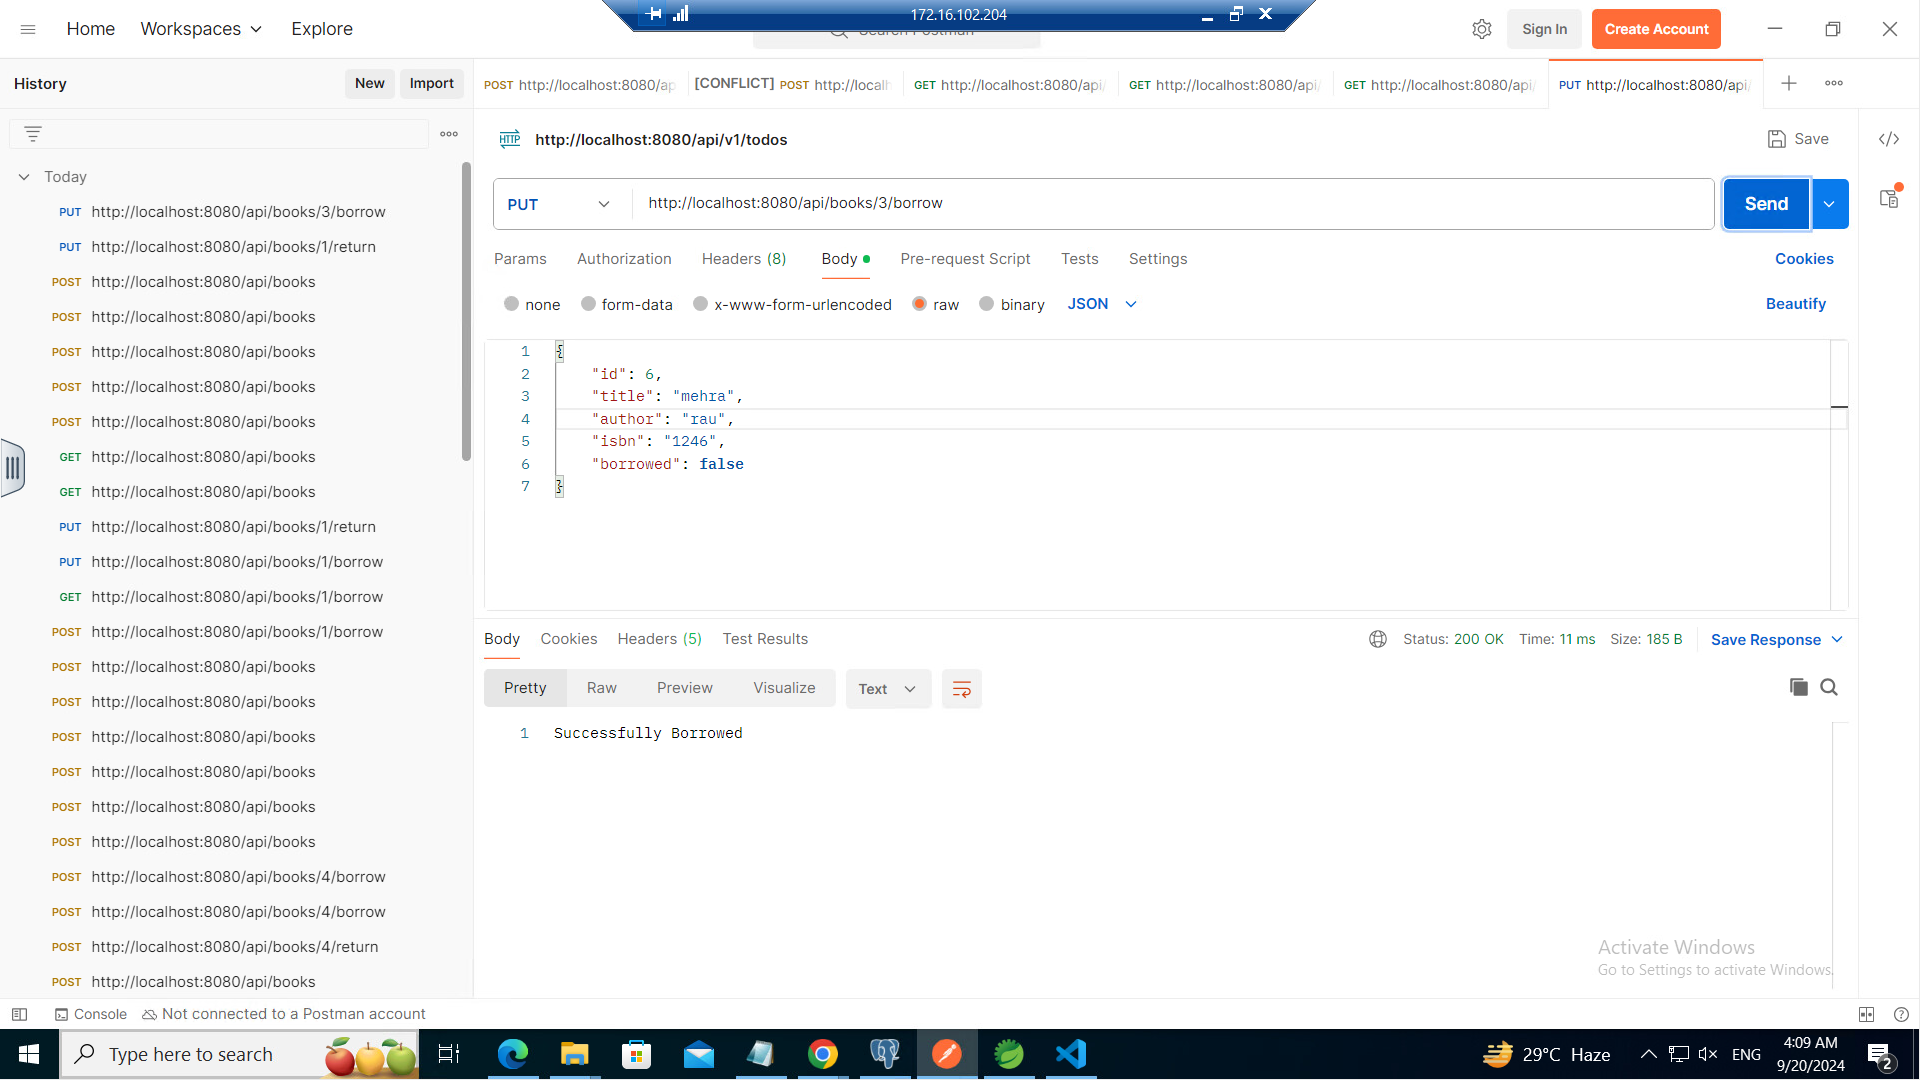 172.16.102.204
Home Workspaces Explore
Sign In Create Account
History New Import
POST http://localhost:8080/ap [CONFLICT] POST http://localh GET http://localhost:8080/api/ GET http://localhost:8080/api/ GET http://localhost:8080/api/ PUT http://localhost:8080/api/
HTTP http://localhost:8080/api/v1/todos Save
Today
PUT http://localhost:8080/api/books/3/borrow
PUT http://localhost:8080/api/books/1/return
POST http://localhost:8080/api/books
POST http://localhost:8080/api/books
POST http://localhost:8080/api/books
POST http://localhost:8080/api/books
POST http://localhost:8080/api/books
GET http://localhost:8080/api/books
GET http://localhost:8080/api/books
PUT http://localhost:8080/api/books/1/return
PUT http://localhost:8080/api/books/1/borrow
GET http://localhost:8080/api/books/1/borrow
POST http://localhost:8080/api/books/1/borrow
POST http://localhost:8080/api/books
POST http://localhost:8080/api/books
POST http://localhost:8080/api/books
POST http://localhost:8080/api/books
POST http://localhost:8080/api/books
POST http://localhost:8080/api/books
POST http://localhost:8080/api/books/4/borrow
POST http://localhost:8080/api/books/4/borrow
POST http://localhost:8080/api/books/4/return
POST http://localhost:8080/api/books
PUT http://localhost:8080/api/books/3/borrow Send
Params Authorization Headers (8) Body Pre-request Script Tests Settings Cookies
none form-data x-www-form-urlencoded raw binary JSON Beautify
1 {
2 "id": 6,
3 "title": "mehra",
4 "author": "rau",
5 "isbn": "1246",
6 "borrowed": false
7 }
Body Cookies Headers (5) Test Results Status: 200 OK Time: 11 ms Size: 185 B Save Response
Pretty Raw Preview Visualize Text
1 Successfully Borrowed
Activate Windows
Go to Settings to activate Windows.
Console Not connected to a Postman account
Type here to search 29°C Haze ENG 4:09 AM
9/20/2024 2